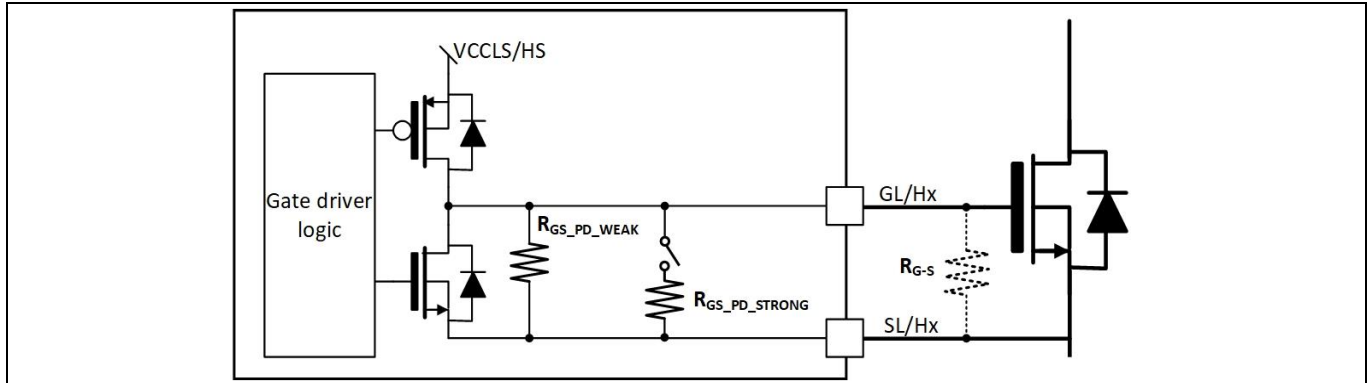 VCCLS/HS
Gate driver
logic
RGS_PD_WEAK
RGS_PD_STRONG
GL/Hx
RG-S
SL/Hx